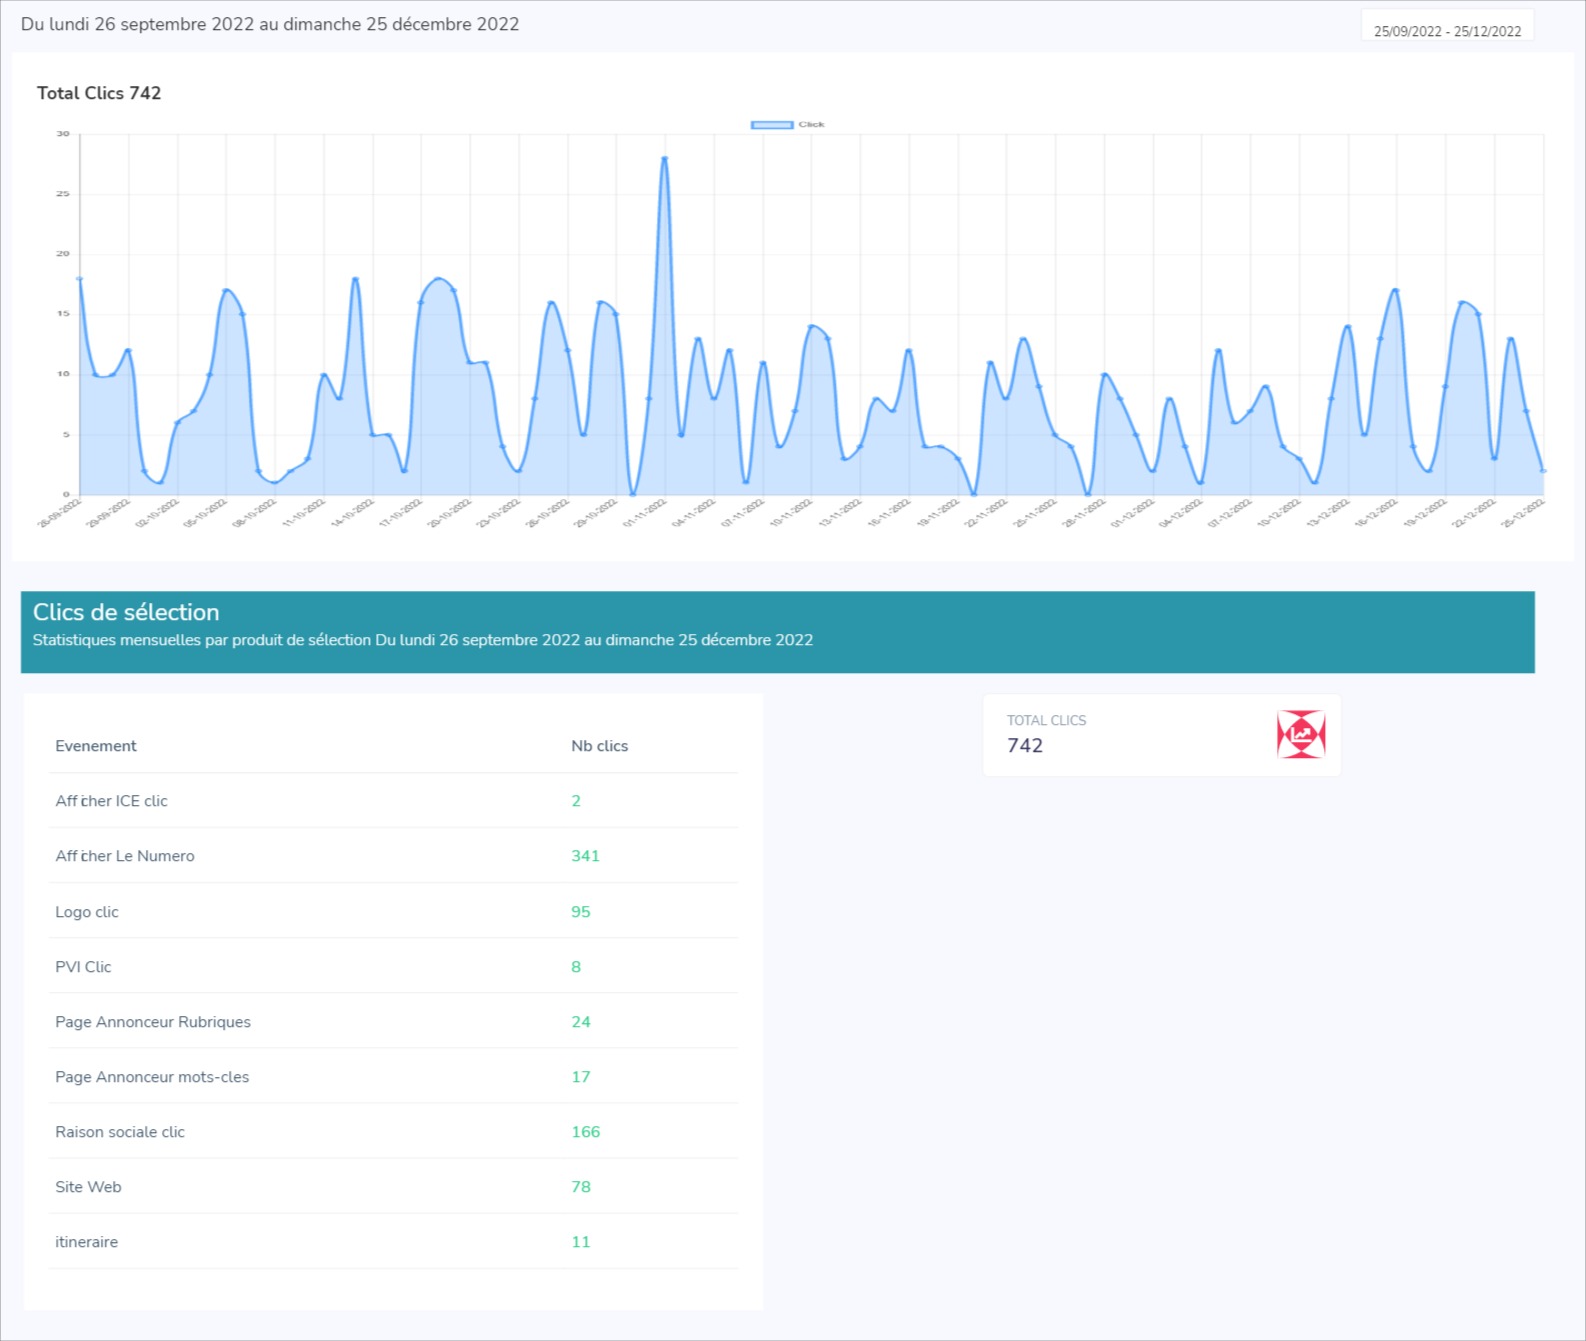 Du lundi 26 septembre 2022 au dimanche 25 décembre 2022
25/09/2022 - 25/12/2022
Total Clics 742
Click
30
25
20
15
10
5
0
26-09-2022 29-09-2022 02-10-2022 05-10-2022 08-10-2022 11-10-2022 14-10-2022 17-10-2022 20-10-2022 23-10-2022 26-10-2022 29-10-2022 01-11-2022 04-11-2022 07-11-2022 10-11-2022 13-11-2022 16-11-2022 19-11-2022 22-11-2022 25-11-2022 28-11-2022 01-12-2022 04-12-2022 07-12-2022 10-12-2022 13-12-2022 16-12-2022 19-12-2022 22-12-2022 25-12-2022
Clics de sélection
Statistiques mensuelles par produit de sélection Du lundi 26 septembre 2022 au dimanche 25 décembre 2022
Evenement Nb clics
Afficher ICE clic 2
Afficher Le Numero 341
Logo clic 95
PVI Clic 8
Page Annonceur Rubriques 24
Page Annonceur mots-cles 17
Raison sociale clic 166
Site Web 78
itineraire 11
TOTAL CLICS
742